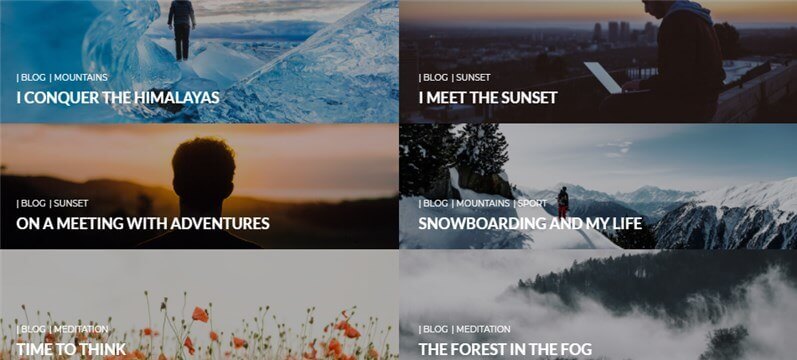 | BLOG | MOUNTAINS
I CONQUER THE HIMALAYAS
| BLOG | SUNSET
I MEET THE SUNSET
| BLOG | SUNSET
ON A MEETING WITH ADVENTURES
| BLOG | MOUNTAINS | SPORT
SNOWBOARDING AND MY LIFE
| BLOG | MEDITATION
TIME TO THINK
| BLOG | MEDITATION
THE FOREST IN THE FOG